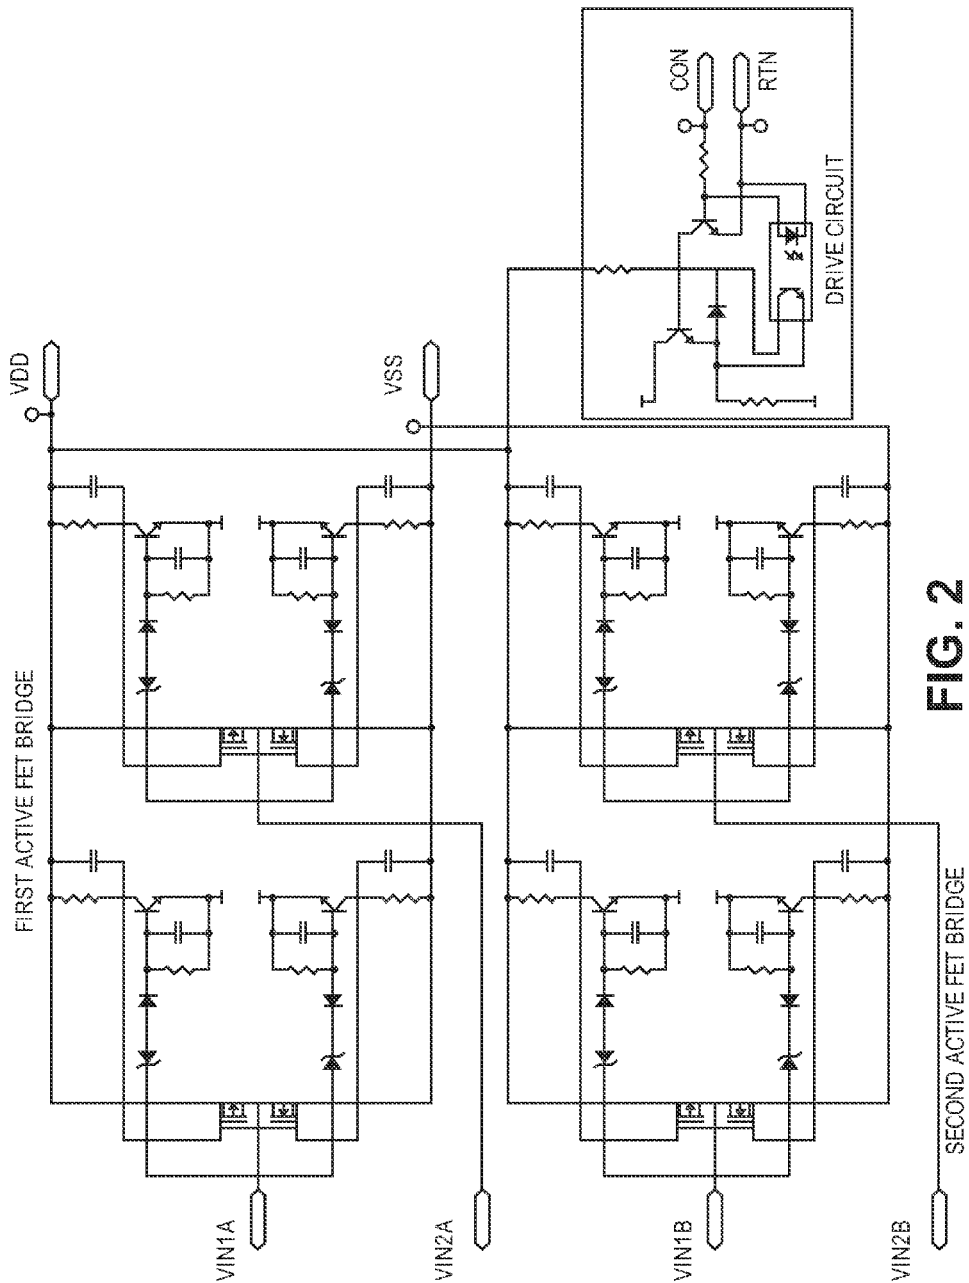 FIRST ACTIVE FET BRIDGE
VDD
VSS
VIN1A
VIN2A
CON
RTN
DRIVE CIRCUIT
VIN1B
VIN2B
SECOND ACTIVE FET BRIDGE
FIG. 2